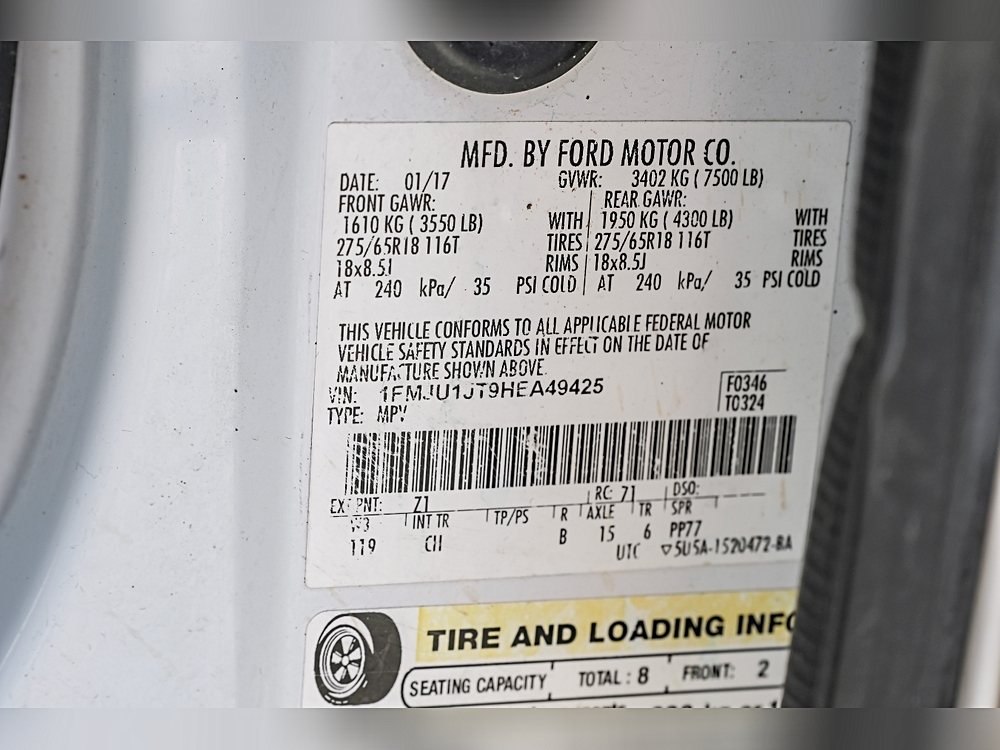 MFD. BY FORD MOTOR CO.
DATE: 01/17 GVWR: 3402 KG ( 7500 LB)
FRONT GAWR: REAR GAWR:
1610 KG ( 3550 LB) WITH 1950 KG ( 4300 LB) WITH
275/65R18 116T TIRES 275/65R18 116T TIRES
18x8.5J RIMS 18x8.5J RIMS
AT 240 kPa/ 35 PSI COLD AT 240 kPa/ 35 PSI COLD
THIS VEHICLE CONFORMS TO ALL APPLICABLE FEDERAL MOTOR
VEHICLE SAFETY STANDARDS IN EFFECT ON THE DATE OF
MANUFACTURE SHOWN ABOVE.
VIN: 1FMJU1JT9HEA49425
F0346
TYPE: MPV
T0324
EXT PNT: Z1 RC: 71 DSO:
WB INT TR TP/PS R AXLE TR SPR
119 B 15 6 PP77
UTC ▽5U5A-1520472-BA
TIRE AND LOADING INFO
SEATING CAPACITY TOTAL : 8 FRONT: 2